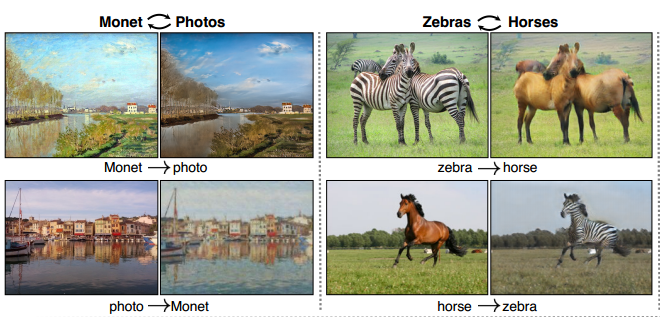 Monet ⟲ Photos
Monet → photo
photo → Monet
Zebras ⟲ Horses
zebra → horse
horse → zebra